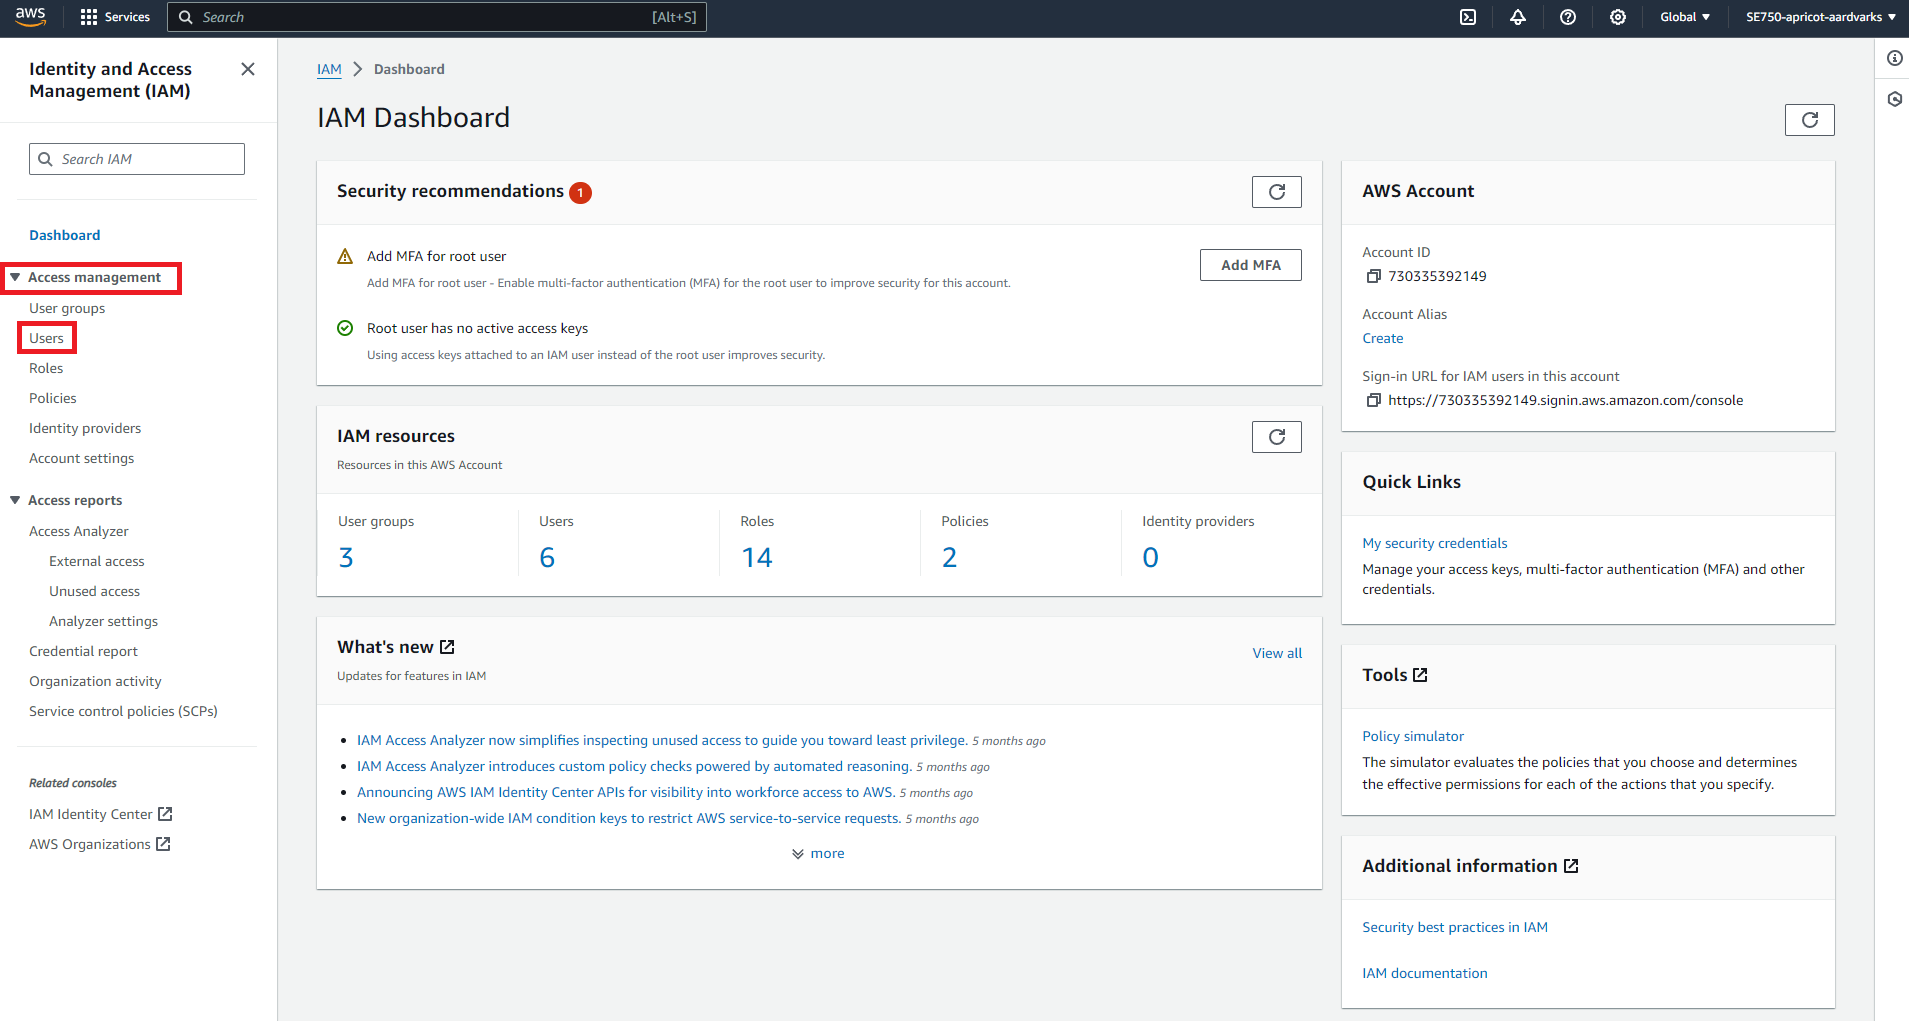 aws
Services
Search
[Alt+S]
Global
SE750-apricot-aardvarks
Identity and Access
Management (IAM)
Search IAM
Dashboard
Access management
User groups
Users
Roles
Policies
Identity providers
Account settings
Access reports
Access Analyzer
External access
Unused access
Analyzer settings
Credential report
Organization activity
Service control policies (SCPs)
Related consoles
IAM Identity Center
AWS Organizations
IAM > Dashboard
IAM Dashboard
Security recommendations 1
Add MFA for root user
Add MFA for root user - Enable multi-factor authentication (MFA) for the root user to improve security for this account.
Add MFA
Root user has no active access keys
Using access keys attached to an IAM user instead of the root user improves security.
IAM resources
Resources in this AWS Account
User groups
3
Users
6
Roles
14
Policies
2
Identity providers
0
What's new
View all
Updates for features in IAM
IAM Access Analyzer now simplifies inspecting unused access to guide you toward least privilege. 5 months ago
IAM Access Analyzer introduces custom policy checks powered by automated reasoning. 5 months ago
Announcing AWS IAM Identity Center APIs for visibility into workforce access to AWS. 5 months ago
New organization-wide IAM condition keys to restrict AWS service-to-service requests. 5 months ago
more
AWS Account
Account ID
730335392149
Account Alias
Create
Sign-in URL for IAM users in this account
https://730335392149.signin.aws.amazon.com/console
Quick Links
My security credentials
Manage your access keys, multi-factor authentication (MFA) and other
credentials.
Tools
Policy simulator
The simulator evaluates the policies that you choose and determines
the effective permissions for each of the actions that you specify.
Additional information
Security best practices in IAM
IAM documentation